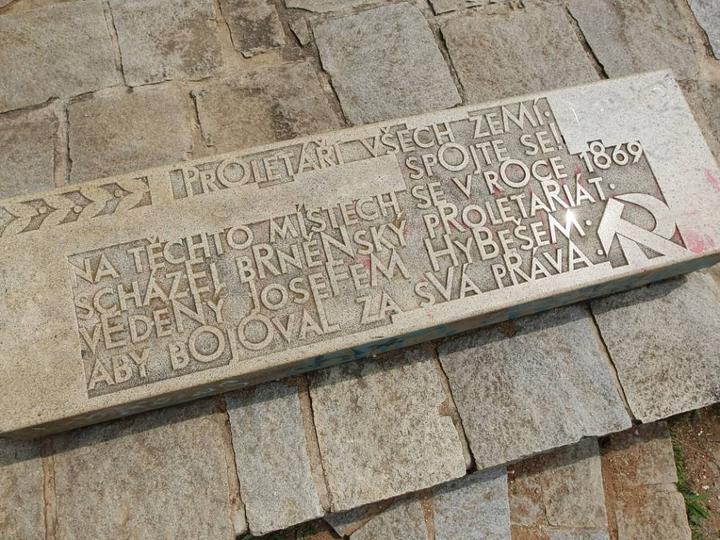 PROLETÁŘI VŠECH ZEMÍ,
SPOJTE SE!
NA TĚCHTO MÍSTECH SE V ROCE 1869
SCHÁZEL BRNĚNSKÝ PROLETARIÁT,
VEDENÝ JOSEFEM HYBEŠEM,
ABY BOJOVAL ZA SVÁ PRÁVA.